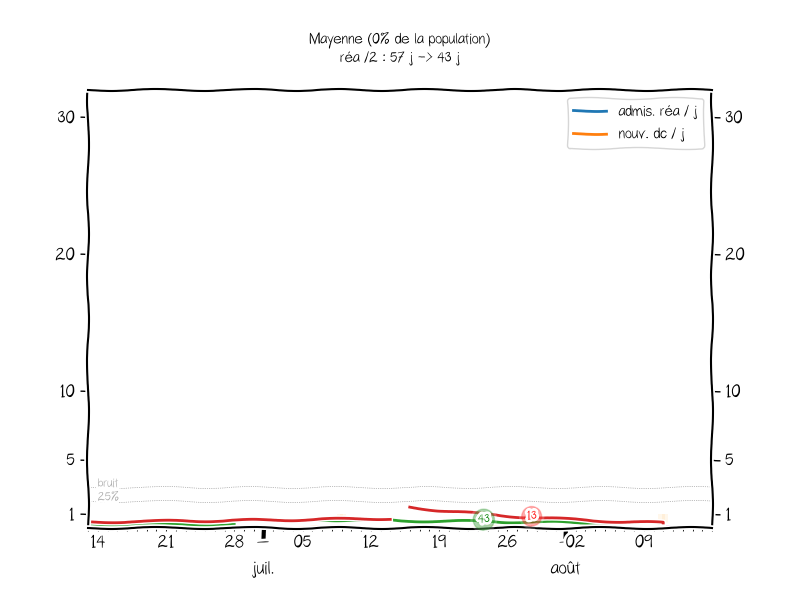 Mayenne (0% de la population)
réa /2 : 57 j -> 43 j
admis. réa / j
nouv. dc / j
30
30
20
20
10
10
5
5
bruit
25%
1
1
43
13
14 21 28 05 12 19 26 02 09
juil. août